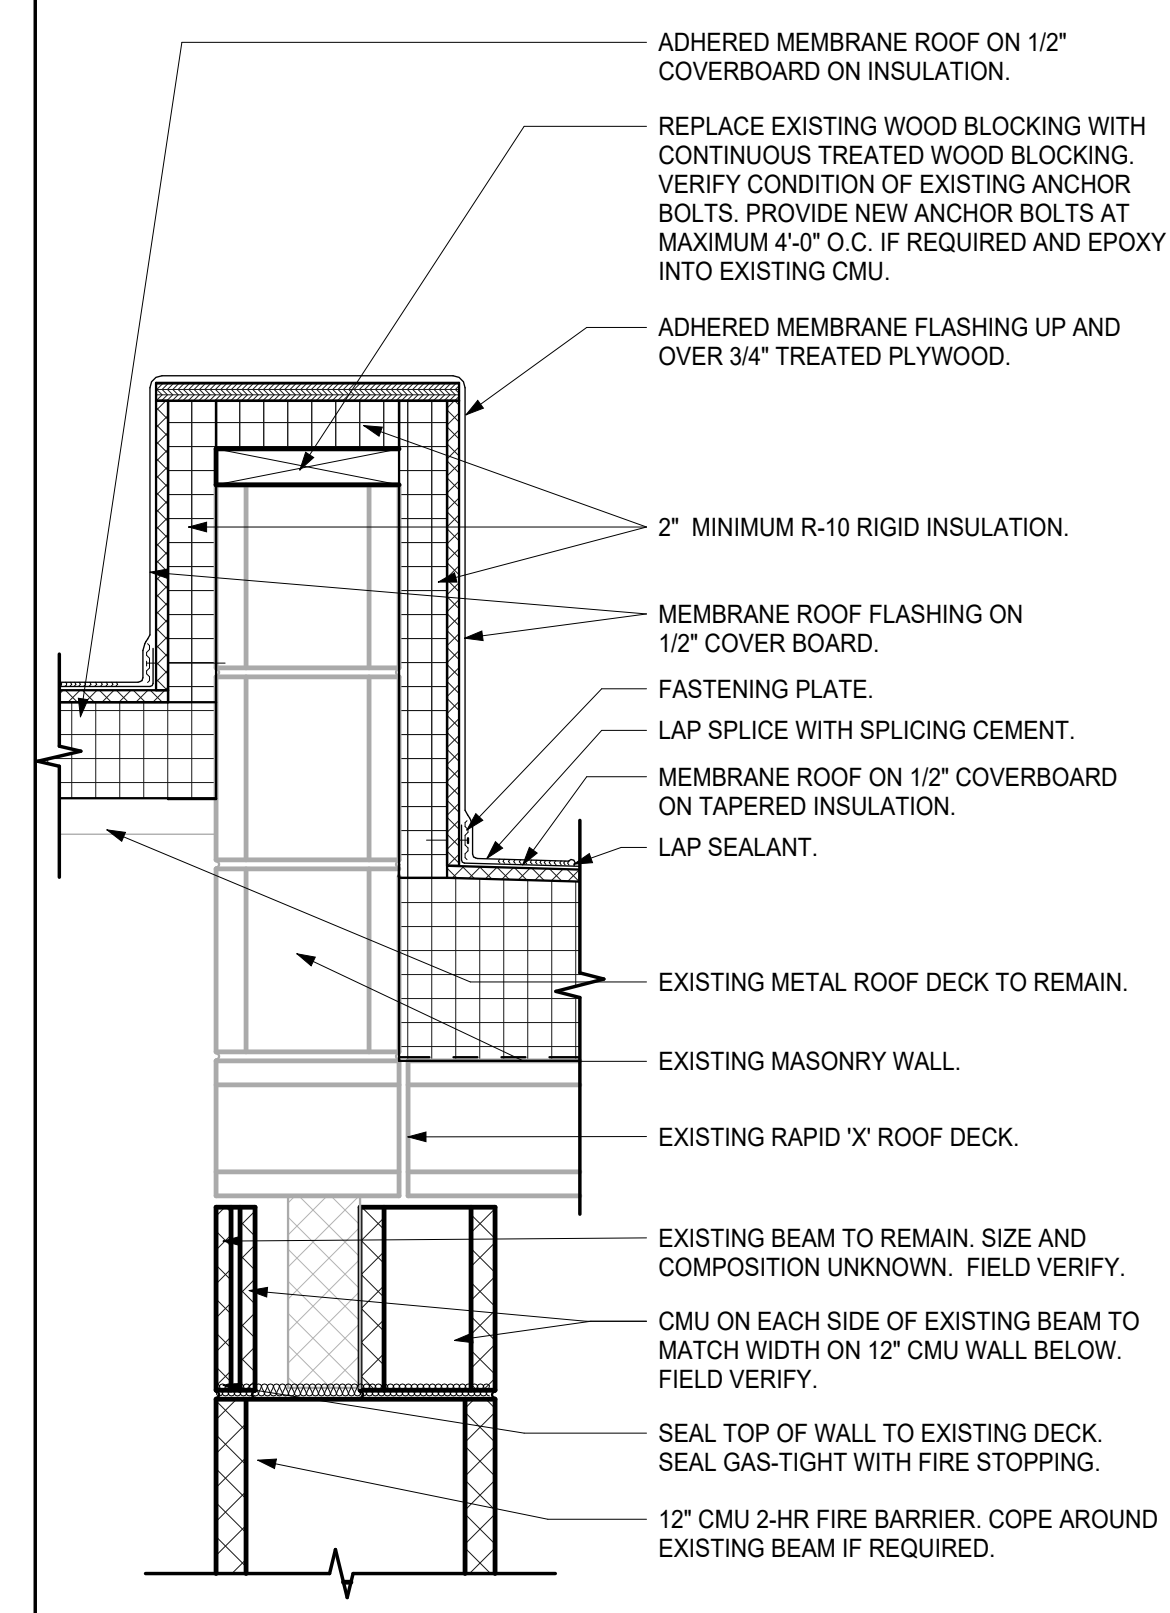 ADHERED MEMBRANE ROOF ON 1/2"
COVERBOARD ON INSULATION.
REPLACE EXISTING WOOD BLOCKING WITH
CONTINUOUS TREATED WOOD BLOCKING.
VERIFY CONDITION OF EXISTING ANCHOR
BOLTS. PROVIDE NEW ANCHOR BOLTS AT
MAXIMUM 4'-0" O.C. IF REQUIRED AND EPOXY
INTO EXISTING CMU.
ADHERED MEMBRANE FLASHING UP AND
OVER 3/4" TREATED PLYWOOD.
2" MINIMUM R-10 RIGID INSULATION.
MEMBRANE ROOF FLASHING ON
1/2" COVER BOARD.
FASTENING PLATE.
LAP SPLICE WITH SPLICING CEMENT.
MEMBRANE ROOF ON 1/2" COVERBOARD
ON TAPERED INSULATION.
LAP SEALANT.
EXISTING METAL ROOF DECK TO REMAIN.
EXISTING MASONRY WALL.
EXISTING RAPID 'X' ROOF DECK.
EXISTING BEAM TO REMAIN. SIZE AND
COMPOSITION UNKNOWN. FIELD VERIFY.
CMU ON EACH SIDE OF EXISTING BEAM TO
MATCH WIDTH ON 12" CMU WALL BELOW.
FIELD VERIFY.
SEAL TOP OF WALL TO EXISTING DECK.
SEAL GAS-TIGHT WITH FIRE STOPPING.
12" CMU 2-HR FIRE BARRIER. COPE AROUND
EXISTING BEAM IF REQUIRED.